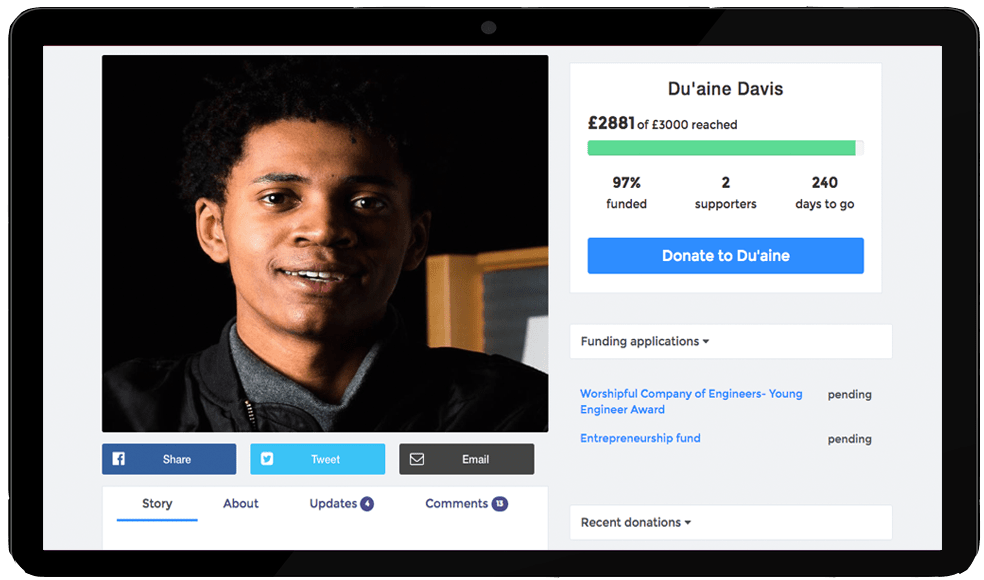 Du'aine Davis
£2881 of £3000 reached
97%
funded
2
supporters
240
days to go
Donate to Du'aine
Funding applications
Worshipful Company of Engineers- Young
Engineer Award
pending
Entrepreneurship fund
pending
Recent donations
Share
Tweet
Email
Story
About
Updates 4
Comments 13